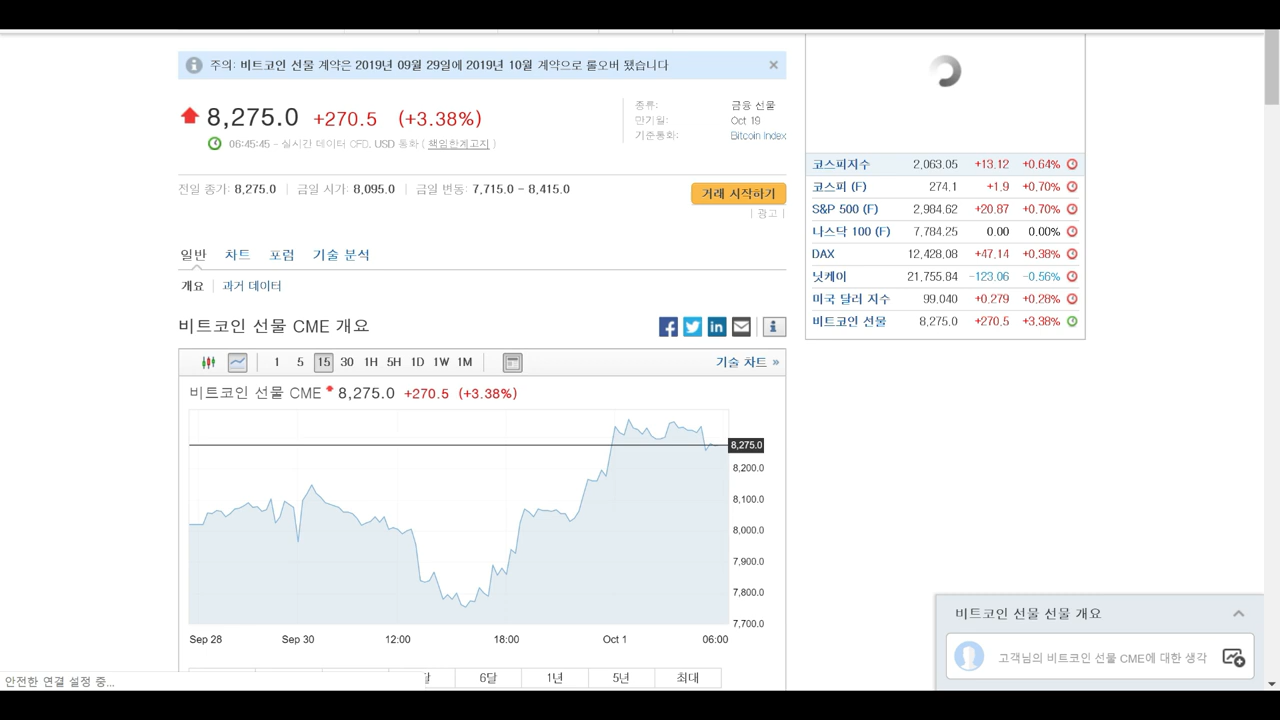 주의: 비트코인 선물 계약은 2019년 09월 29일에 2019년 10월 계약으로 롤오버 됐습니다
8,275.0 +270.5 (+3.38%)
06:45:45 - 실시간 데이터 CFD. USD 통화 ( 책임한계고지 )
종류: 금융 선물
만기일: Oct 19
기준통화: Bitcoin Index
전일 종가: 8,275.0 금일 시가: 8,095.0 금일 변동: 7,715.0 - 8,415.0
거래 시작하기
| 광고 |
일반 차트 포럼 기술 분석
개요 과거 데이터
비트코인 선물 CME 개요
1 5 15 30 1H 5H 1D 1W 1M
기술 차트 »
비트코인 선물 CME 8,275.0 +270.5 (+3.38%)
8,275.0
8,200.0
8,100.0
8,000.0
7,900.0
7,800.0
7,700.0
Sep 28 Sep 30 12:00 18:00 Oct 1 06:00
6달 1년 5년 최대
안전한 연결 설정 중...
코스피지수 2,063.05 +13.12 +0.64%
코스피 (F) 274.1 +1.9 +0.70%
S&P 500 (F) 2,984.62 +20.87 +0.70%
나스닥 100 (F) 7,784.25 0.00 0.00%
DAX 12,428.08 +47.14 +0.38%
닛케이 21,755.84 -123.06 -0.56%
미국 달러 지수 99.040 +0.279 +0.28%
비트코인 선물 8,275.0 +270.5 +3.38%
비트코인 선물 선물 개요
고객님의 비트코인 선물 CME에 대한 생각